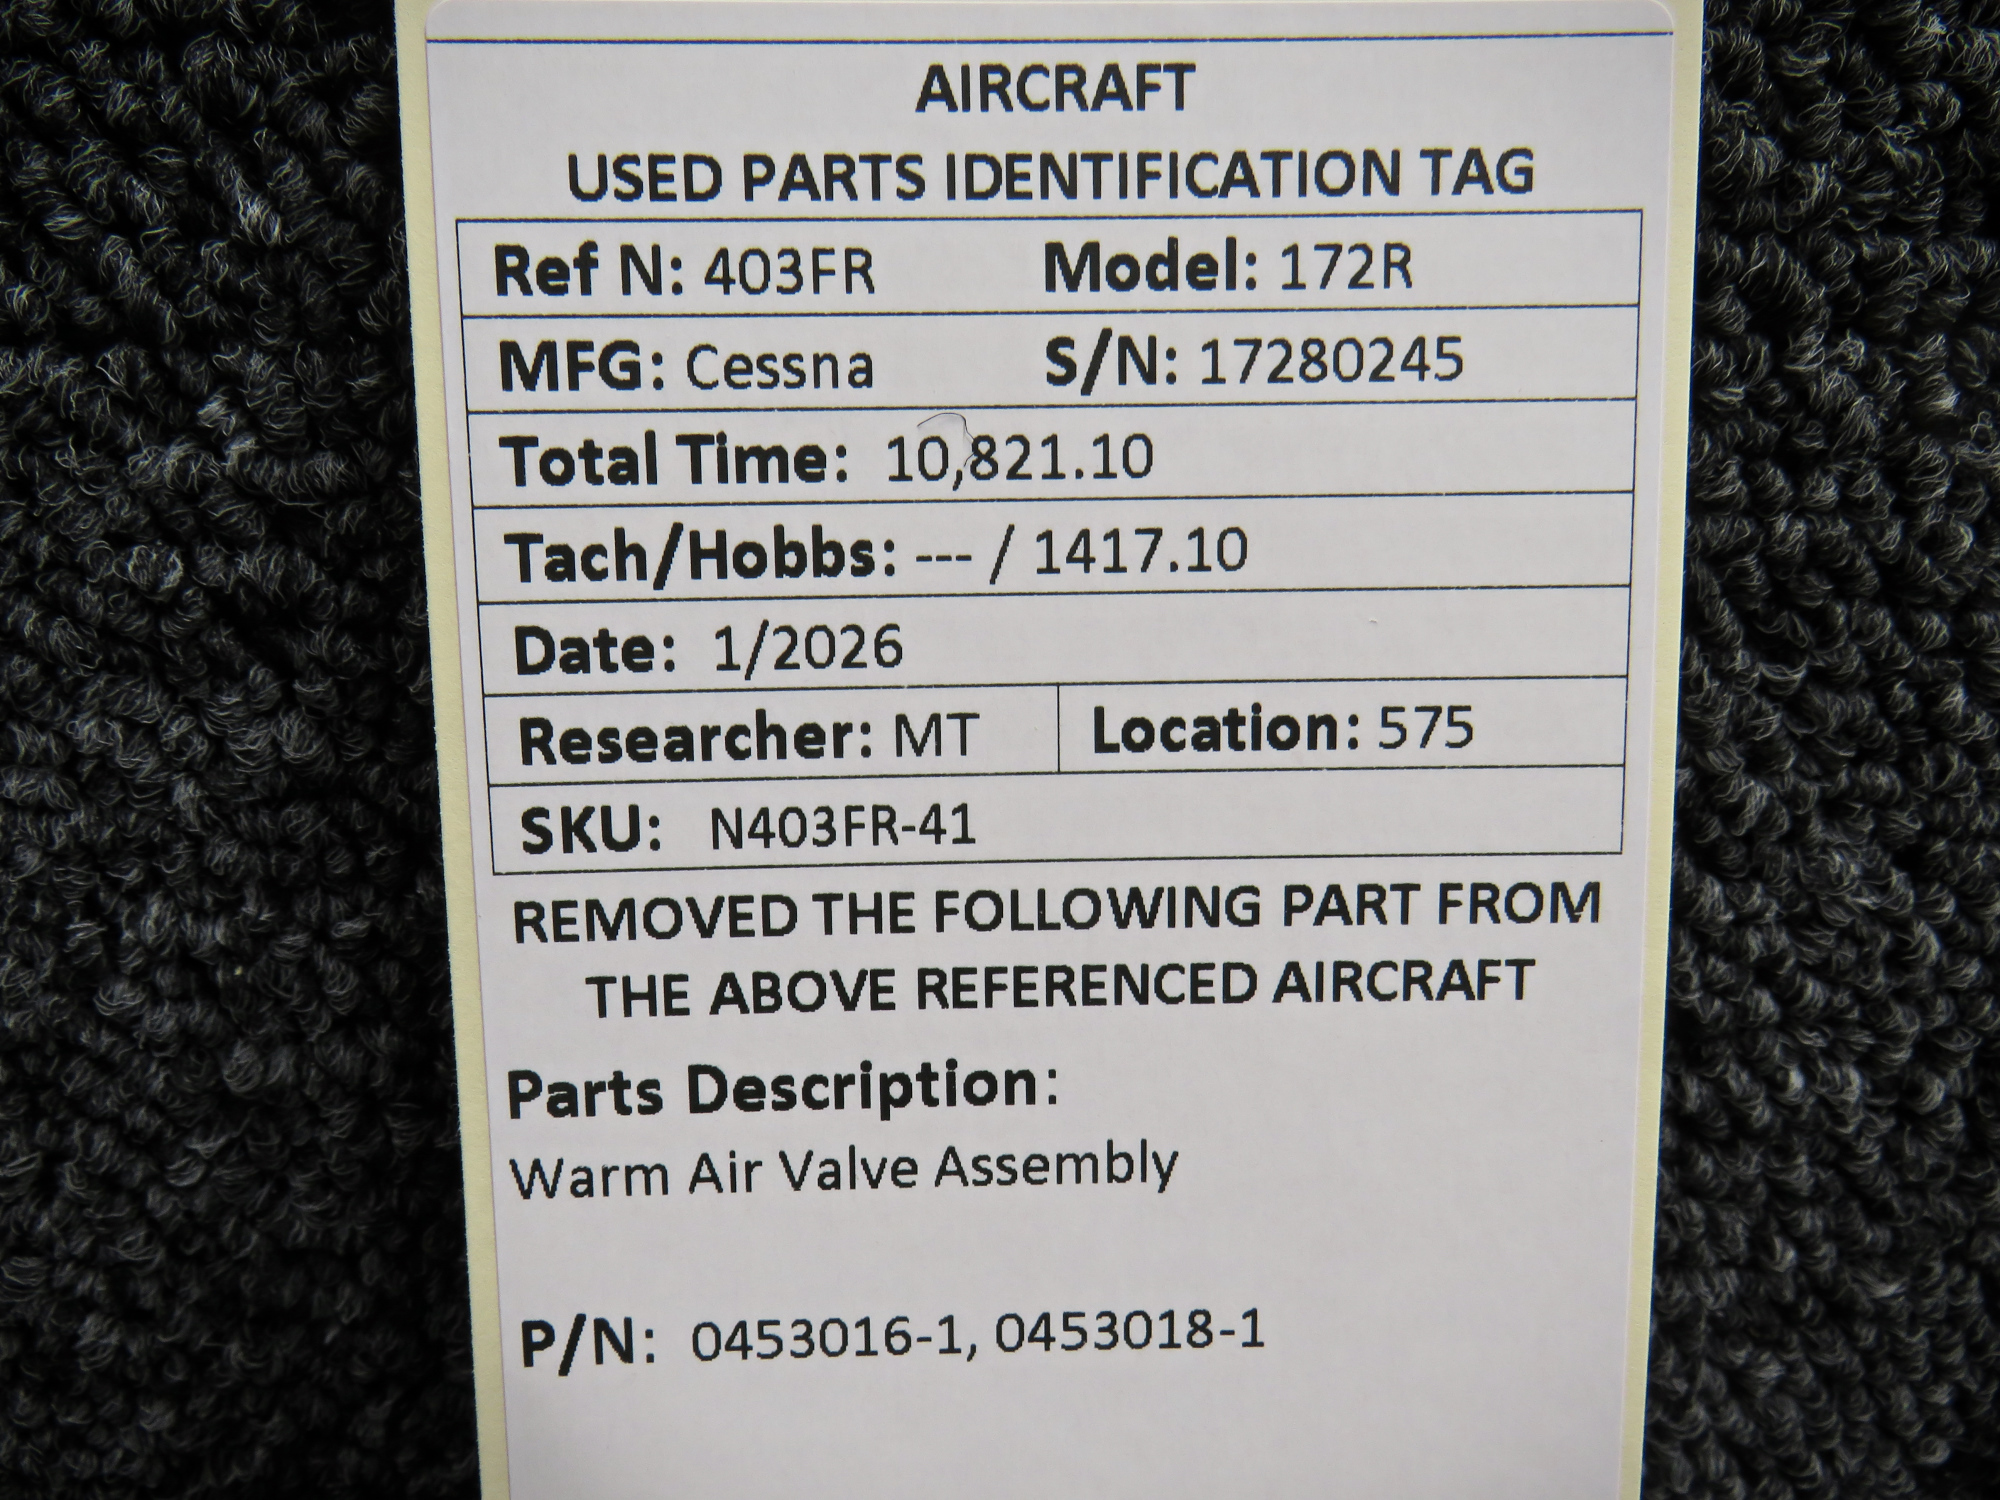 AIRCRAFT
USED PARTS IDENTIFICATION TAG
Ref N: 403FR Model: 172R
MFG: Cessna S/N: 17280245
Total Time: 10,821.10
Tach/Hobbs: --- / 1417.10
Date: 1/2026
Researcher: MT Location: 575
SKU: N403FR-41
REMOVED THE FOLLOWING PART FROM
THE ABOVE REFERENCED AIRCRAFT
Parts Description:
Warm Air Valve Assembly
P/N: 0453016-1, 0453018-1